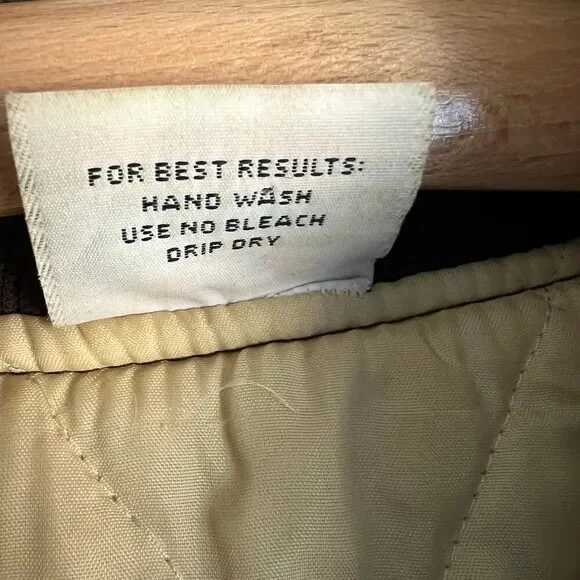 FOR BEST RESULTS:
HAND WASH
USE NO BLEACH
DRIP DRY